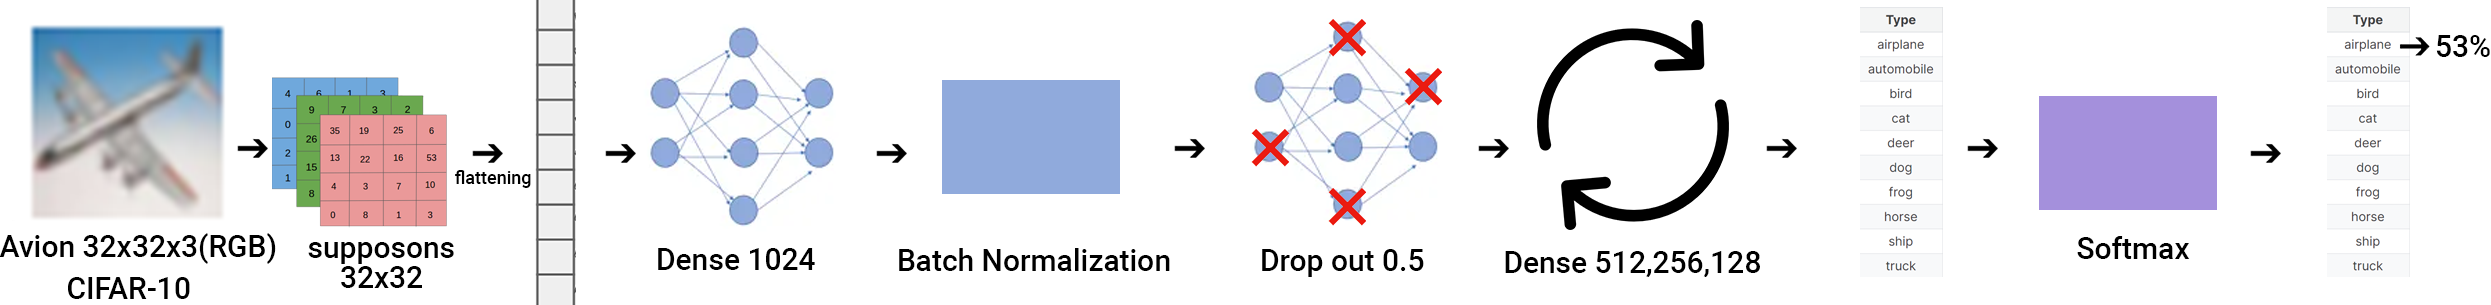 Avion 32x32x3(RGB)
CIFAR-10
4 6 1 3
0
2
1
9 7 3 2
26
15
8
35 19 25 6
13 22 16 53
4 3 7 10
0 8 1 3
supposons
32x32
flattening
Dense 1024
Batch Normalization
Drop out 0.5
Dense 512,256,128
Type
airplane
automobile
bird
cat
deer
dog
frog
horse
ship
truck
Softmax
Type
airplane
53%
automobile
bird
cat
deer
dog
frog
horse
ship
truck